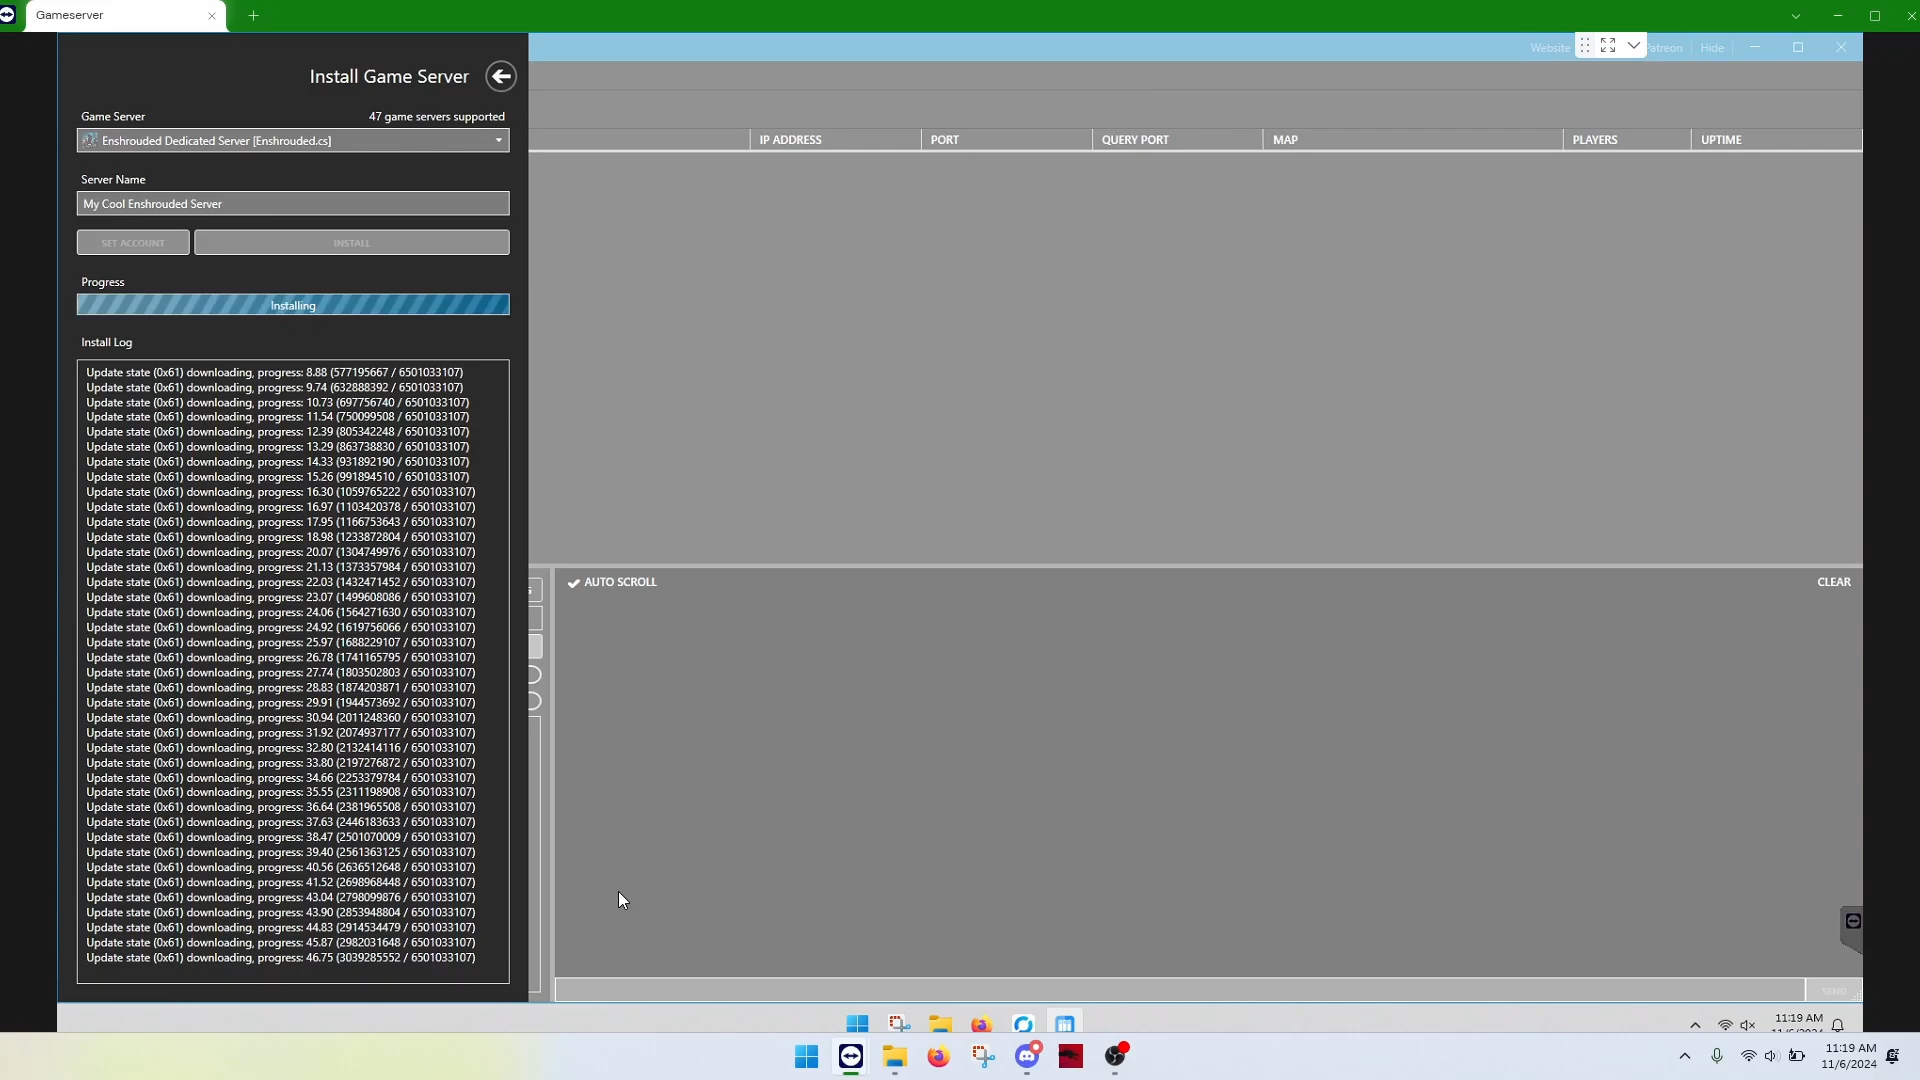 Gameserver
Website
Patreon
Hide
Install Game Server
Game Server
47 game servers supported
Enshrouded Dedicated Server [Enshrouded.cs]
IP ADDRESS
PORT
QUERY PORT
MAP
PLAYERS
UPTIME
Server Name
My Cool Enshrouded Server
SET ACCOUNT
INSTALL
Progress
Installing
Install Log
Update state (0x61) downloading, progress: 8.88 (577195667 / 6501033107)
Update state (0x61) downloading, progress: 9.74 (632888392 / 6501033107)
Update state (0x61) downloading, progress: 10.73 (697756740 / 6501033107)
Update state (0x61) downloading, progress: 11.54 (750099508 / 6501033107)
Update state (0x61) downloading, progress: 12.39 (805342248 / 6501033107)
Update state (0x61) downloading, progress: 13.29 (863738830 / 6501033107)
Update state (0x61) downloading, progress: 14.33 (931892190 / 6501033107)
Update state (0x61) downloading, progress: 15.26 (991894510 / 6501033107)
Update state (0x61) downloading, progress: 16.30 (1059765222 / 6501033107)
Update state (0x61) downloading, progress: 16.97 (1103420378 / 6501033107)
Update state (0x61) downloading, progress: 17.95 (1166753643 / 6501033107)
Update state (0x61) downloading, progress: 18.98 (1233872804 / 6501033107)
Update state (0x61) downloading, progress: 20.07 (1304749976 / 6501033107)
Update state (0x61) downloading, progress: 21.13 (1373357984 / 6501033107)
Update state (0x61) downloading, progress: 22.03 (1432471452 / 6501033107)
Update state (0x61) downloading, progress: 23.07 (1499608086 / 6501033107)
Update state (0x61) downloading, progress: 24.06 (1564271630 / 6501033107)
Update state (0x61) downloading, progress: 24.92 (1619756066 / 6501033107)
Update state (0x61) downloading, progress: 25.97 (1688229107 / 6501033107)
Update state (0x61) downloading, progress: 26.78 (1741165795 / 6501033107)
Update state (0x61) downloading, progress: 27.74 (1803502803 / 6501033107)
Update state (0x61) downloading, progress: 28.83 (1874203871 / 6501033107)
Update state (0x61) downloading, progress: 29.91 (1944573692 / 6501033107)
Update state (0x61) downloading, progress: 30.94 (2011248360 / 6501033107)
Update state (0x61) downloading, progress: 31.92 (2074937177 / 6501033107)
Update state (0x61) downloading, progress: 32.80 (2132414116 / 6501033107)
Update state (0x61) downloading, progress: 33.80 (2197276872 / 6501033107)
Update state (0x61) downloading, progress: 34.66 (2253379784 / 6501033107)
Update state (0x61) downloading, progress: 35.55 (2311198908 / 6501033107)
Update state (0x61) downloading, progress: 36.64 (2381965508 / 6501033107)
Update state (0x61) downloading, progress: 37.63 (2446183633 / 6501033107)
Update state (0x61) downloading, progress: 38.47 (2501070009 / 6501033107)
Update state (0x61) downloading, progress: 39.40 (2561363125 / 6501033107)
Update state (0x61) downloading, progress: 40.56 (2636512648 / 6501033107)
Update state (0x61) downloading, progress: 41.52 (2698968448 / 6501033107)
Update state (0x61) downloading, progress: 43.04 (2798099876 / 6501033107)
Update state (0x61) downloading, progress: 43.90 (2853948804 / 6501033107)
Update state (0x61) downloading, progress: 44.83 (2914534479 / 6501033107)
Update state (0x61) downloading, progress: 45.87 (2982031648 / 6501033107)
Update state (0x61) downloading, progress: 46.75 (3039285552 / 6501033107)
AUTO SCROLL
CLEAR
SEND
11:19 AM
11/6/2024
11:19 AM
11/6/2024